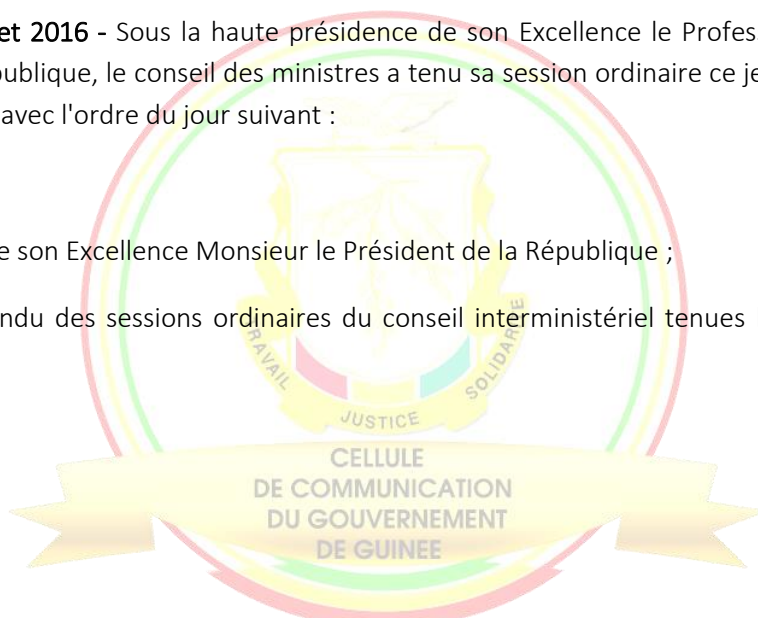 et 2016 - Sous la haute présidence de son Excellence le Profes
publique, le conseil des ministres a tenu sa session ordinaire ce je
avec l'ordre du jour suivant :
e son Excellence Monsieur le Président de la République ;
ndu des sessions ordinaires du conseil interministériel tenues
TRAVAIL
JUSTICE
SOLIDARITE
CELLULE
DE COMMUNICATION
DU GOUVERNEMENT
DE GUINEE